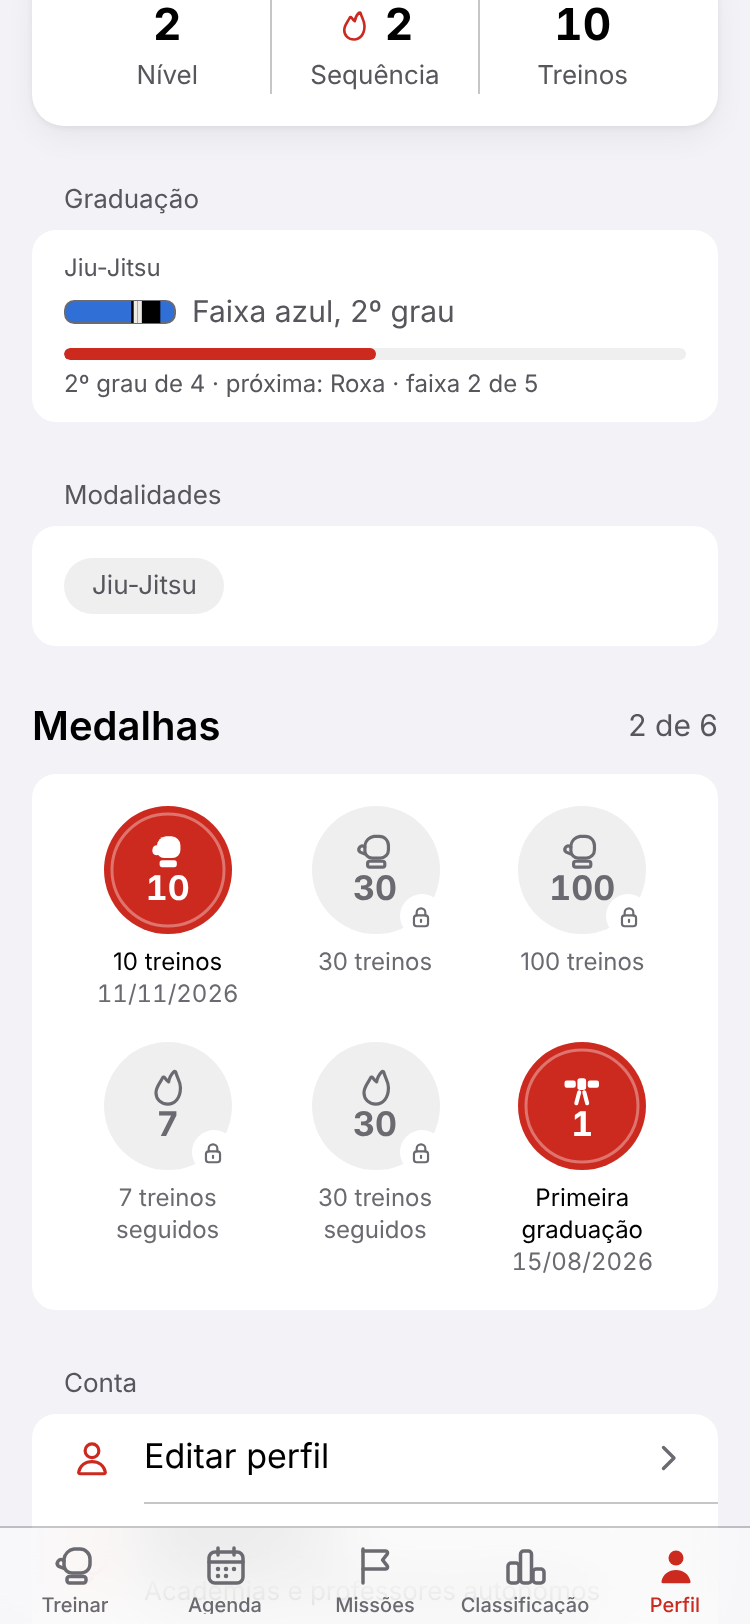 2
2
10
Nível
Sequência
Treinos
Graduação
Jiu-Jitsu
Faixa azul, 2º grau
2º grau de 4 · próxima: Roxa · faixa 2 de 5
Modalidades
Jiu-Jitsu
Medalhas
2 de 6
10
30
100
10 treinos
30 treinos
100 treinos
11/11/2026
7
30
1
7 treinos
seguidos
30 treinos
seguidos
Primeira
graduação
15/08/2026
Conta
Editar perfil
Academias e professores autônomos
Treinar
Agenda
Missões
Classificação
Perfil